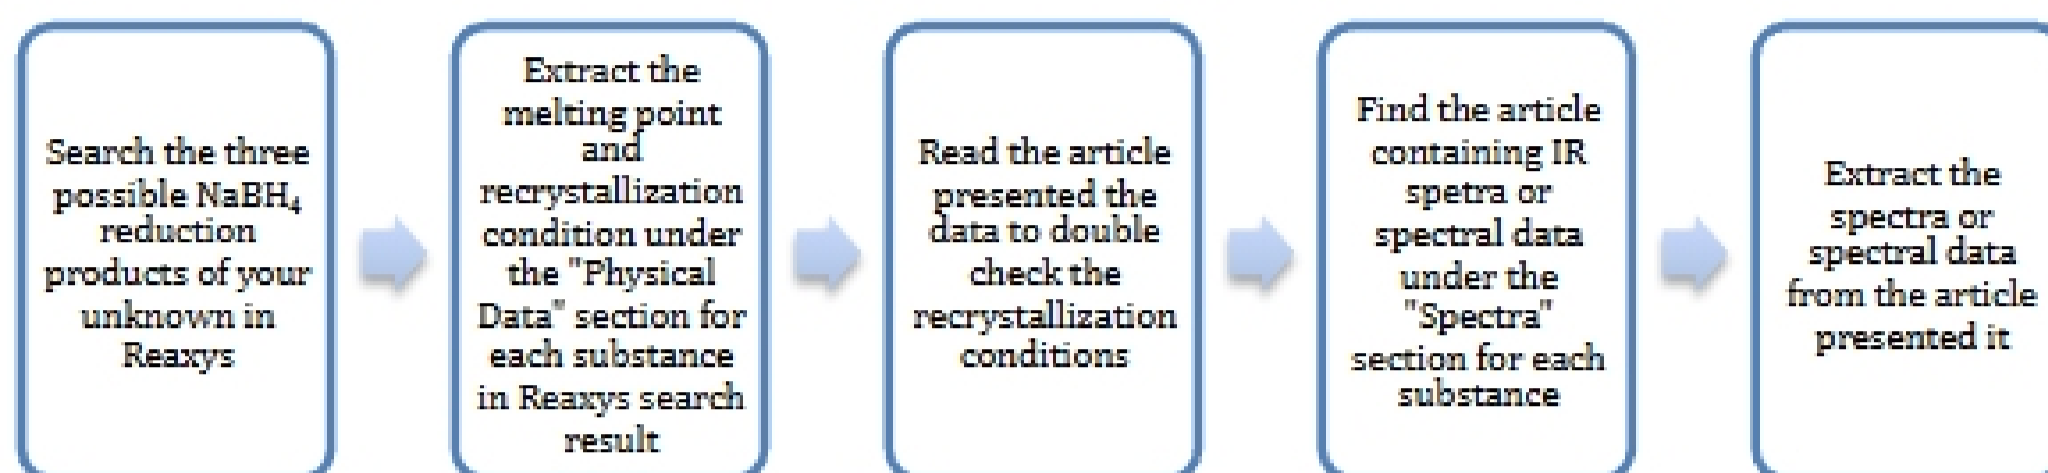 Search the three
possible NaBH₄
reduction
products of your
unknown in
Reaxys
Extract the
melting point
and
recrystallization
condition under
the "Physical
Data" section for
each substance
in Reaxys search
result
Read the article
presented the
data to double
check the
recrystallization
conditions
Find the article
containing IR
spetra or
spectral data
under the
"Spectra"
section for each
substance
Extract the
spectra or
spectral data
from the article
presented it